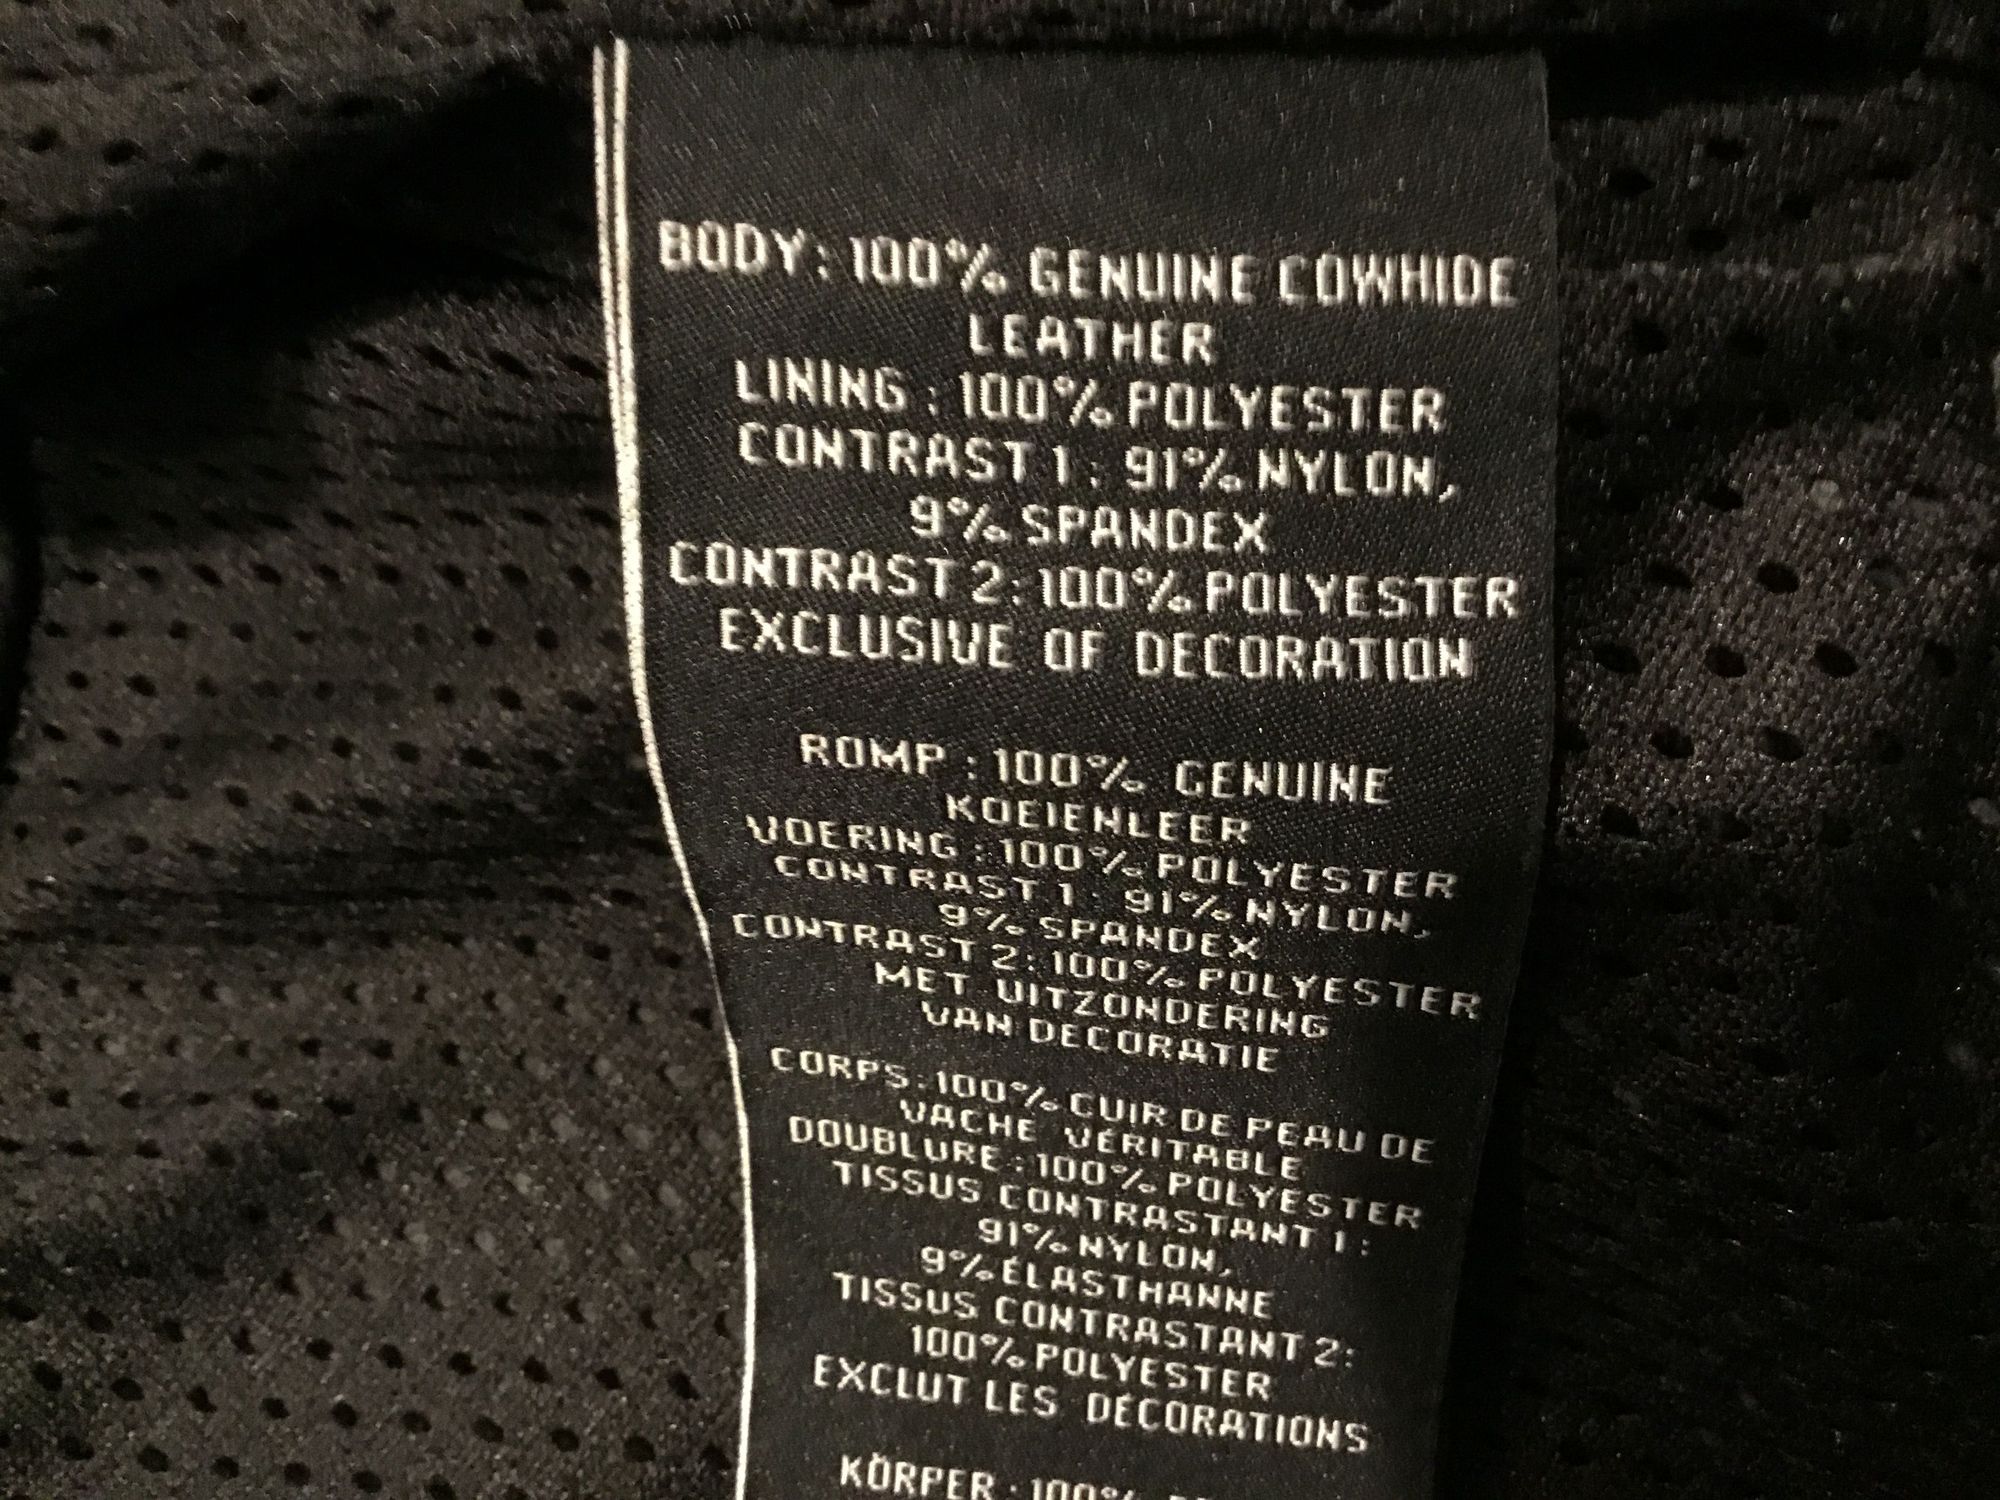 BODY: 100% GENUINE COWHIDE
LEATHER
LINING : 100% POLYESTER
CONTRAST 1 : 91% NYLON,
9% SPANDEX
CONTRAST 2: 100% POLYESTER
EXCLUSIVE OF DECORATION
ROMP : 100% GENUINE
KOEIENLEER
VOERING : 100% POLYESTER
CONTRAST 1 : 91% NYLON,
9% SPANDEX
CONTRAST 2: 100% POLYESTER
MET UITZONDERING
VAN DECORATIE
CORPS : 100% CUIR DE PEAU DE
VACHE VÉRITABLE
DOUBLURE : 100% POLYESTER
TISSUS CONTRASTANT 1 :
91% NYLON,
9% ÉLASTHANNE
TISSUS CONTRASTANT 2:
100% POLYESTER
EXCLUT LES DÉCORATIONS
KÖRPER : 100%